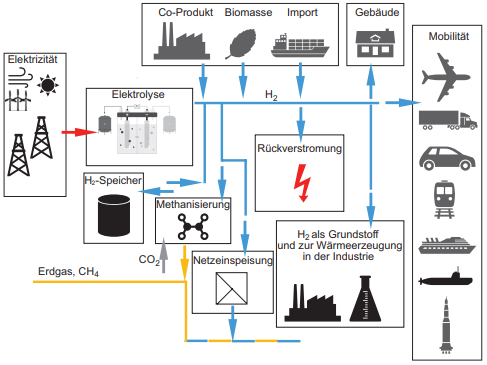 Co-Produkt
Biomasse
Import
Gebäude
Mobilität
Elektrizität
Elektrolyse
H₂
Rückverstromung
H₂-Speicher
Methanisierung
H₂ als Grundstoff
und zur Wärmeerzeugung
in der Industrie
CO₂
Netzeinspeisung
Erdgas, CH₄